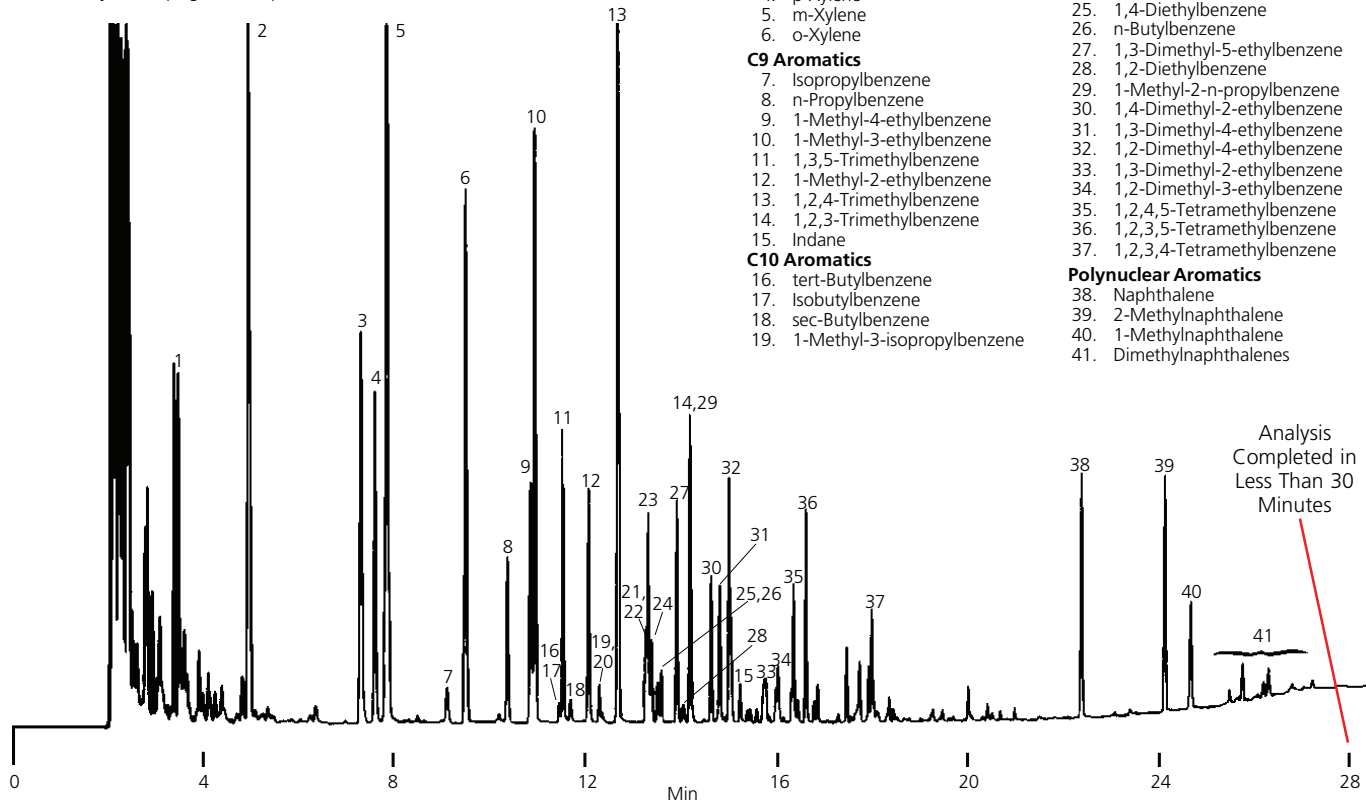 5. m-Xylene
6. o-Xylene
C9 Aromatics
7. Isopropylbenzene
8. n-Propylbenzene
9. 1-Methyl-4-ethylbenzene
10. 1-Methyl-3-ethylbenzene
11. 1,3,5-Trimethylbenzene
12. 1-Methyl-2-ethylbenzene
13. 1,2,4-Trimethylbenzene
14. 1,2,3-Trimethylbenzene
15. Indane
C10 Aromatics
16. tert-Butylbenzene
17. Isobutylbenzene
18. sec-Butylbenzene
19. 1-Methyl-3-isopropylbenzene
25. 1,4-Diethylbenzene
26. n-Butylbenzene
27. 1,3-Dimethyl-5-ethylbenzene
28. 1,2-Diethylbenzene
29. 1-Methyl-2-n-propylbenzene
30. 1,4-Dimethyl-2-ethylbenzene
31. 1,3-Dimethyl-4-ethylbenzene
32. 1,2-Dimethyl-4-ethylbenzene
33. 1,3-Dimethyl-2-ethylbenzene
34. 1,2-Dimethyl-3-ethylbenzene
35. 1,2,4,5-Tetramethylbenzene
36. 1,2,3,5-Tetramethylbenzene
37. 1,2,3,4-Tetramethylbenzene
Polynuclear Aromatics
38. Naphthalene
39. 2-Methylnaphthalene
40. 1-Methylnaphthalene
41. Dimethylnaphthalenes
1
2
3
4
5
6
7
8
9
10
11
12
13
14,29
15
16
17
18
19,
20
21,
22
23
24
25,26
27
28
30
31
32
33
34
35
36
37
38
39
40
41
Analysis
Completed in
Less Than 30
Minutes
0
4
8
12
16
20
24
28
Min